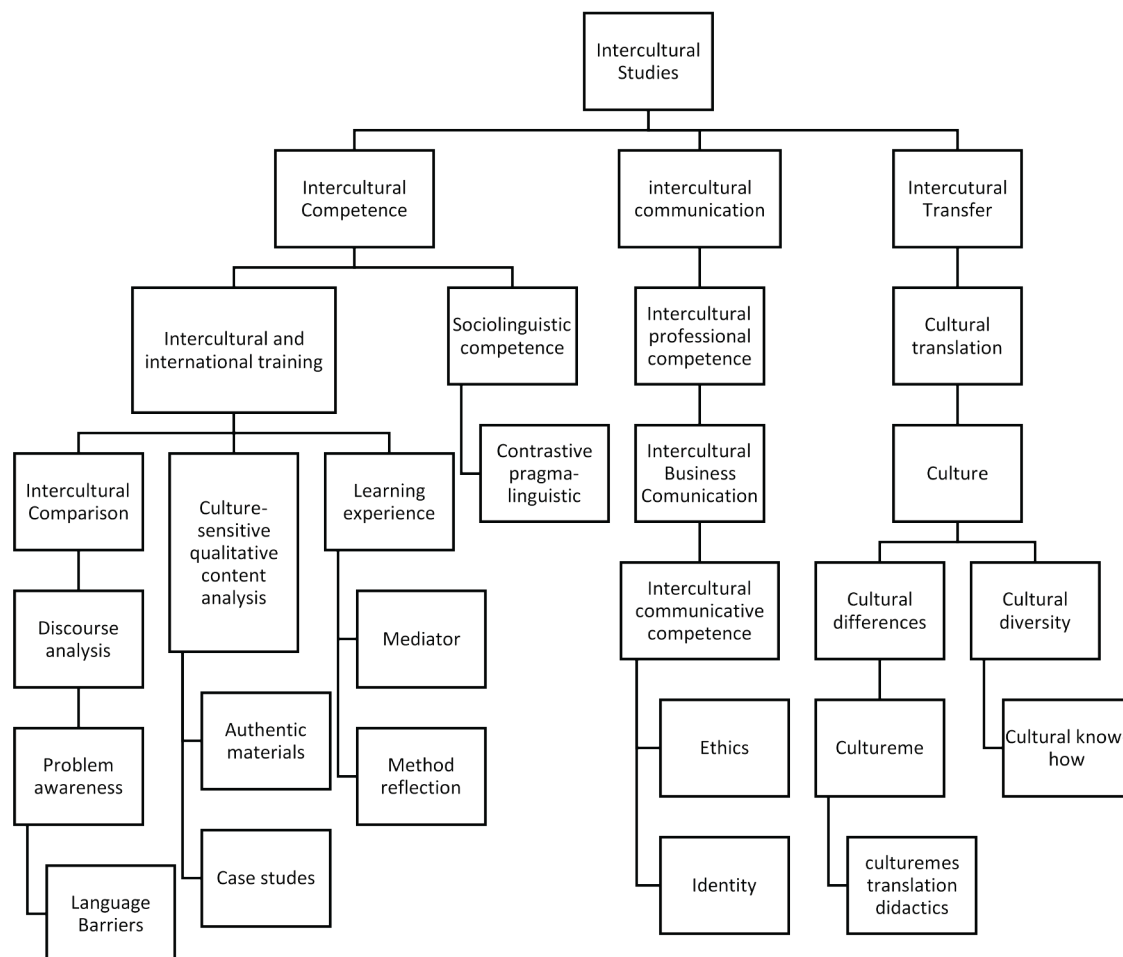 Intercultural
Studies
Intercultural
Competence
intercultural
communication
Intercutural
Transfer
Intercultural and
international training
Sociolinguistic
competence
Intercultural
professional
competence
Cultural
translation
Intercultural
Comparison
Culture-
sensitive
qualitative
content
analysis
Learning
experience
Contrastive
pragma-
linguistic
Intercultural
Business
Comunication
Culture
Discourse
analysis
Mediator
Intercultural
communicative
competence
Cultural
differences
Cultural
diversity
Problem
awareness
Authentic
materials
Method
reflection
Ethics
Cultureme
Cultural know
how
Language
Barriers
Case studes
Identity
culturemes
translation
didactics